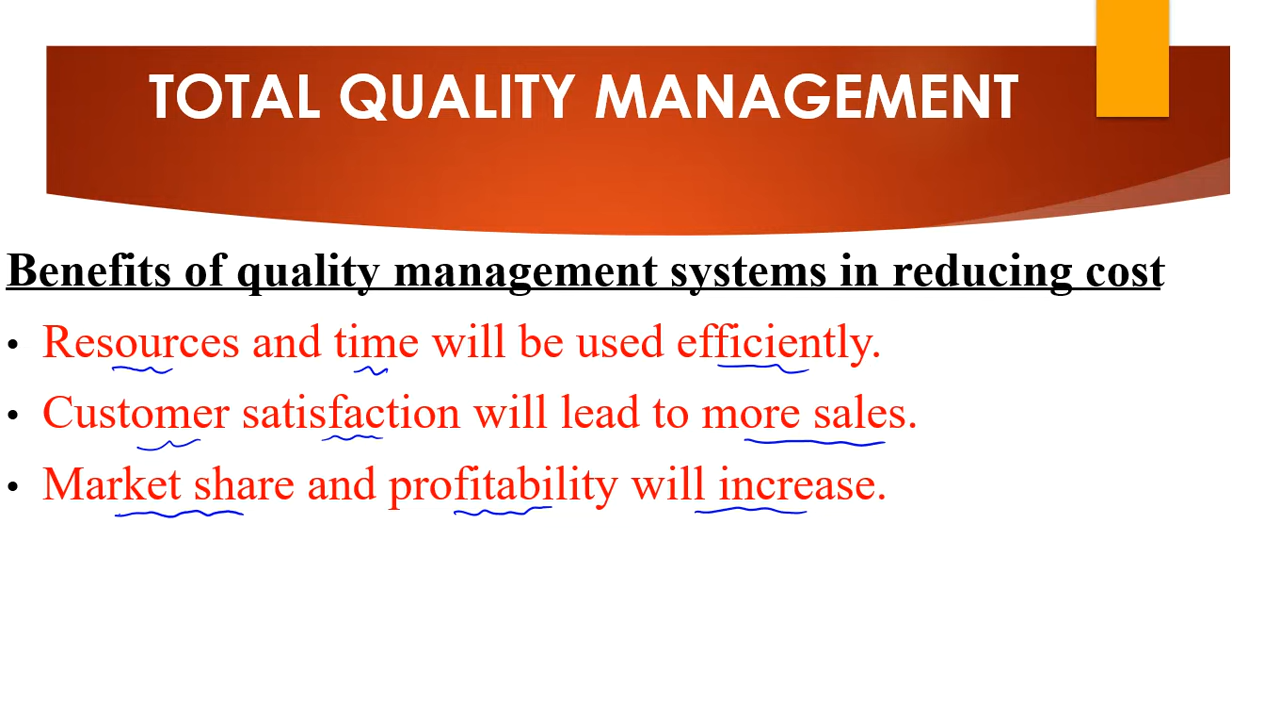 TOTAL QUALITY MANAGEMENT
Benefits of quality management systems in reducing cost
• Resources and time will be used efficiently.
• Customer satisfaction will lead to more sales.
• Market share and profitability will increase.